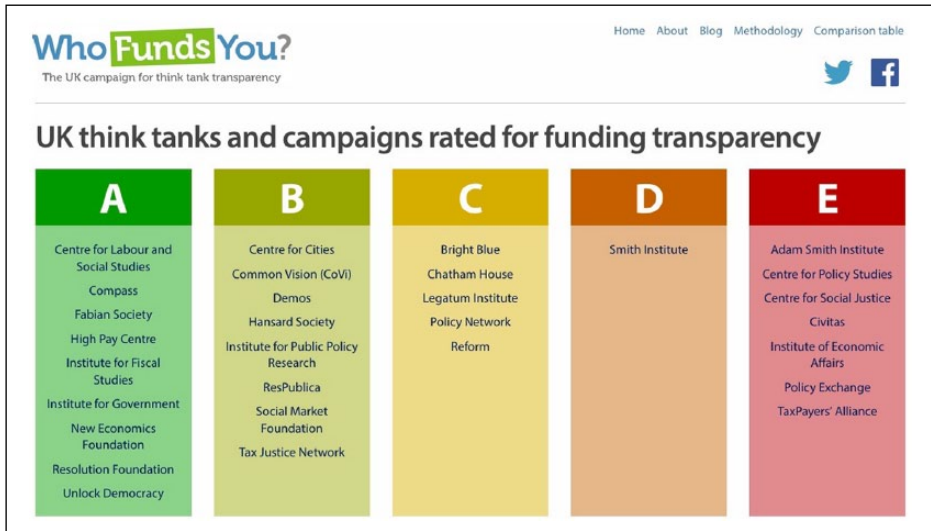 Who Funds You?
The UK campaign for think tank transparency
Home About Blog Methodology Comparison table
UK think tanks and campaigns rated for funding transparency
A
Centre for Labour and
Social Studies
Compass
Fabian Society
High Pay Centre
Institute for Fiscal
Studies
Institute for Government
New Economics
Foundation
Resolution Foundation
Unlock Democracy
B
Centre for Cities
Common Vision (CoVi)
Demos
Hansard Society
Institute for Public Policy
Research
ResPublica
Social Market
Foundation
Tax Justice Network
C
Bright Blue
Chatham House
Legatum Institute
Policy Network
Reform
D
Smith Institute
E
Adam Smith Institute
Centre for Policy Studies
Centre for Social Justice
Civitas
Institute of Economic
Affairs
Policy Exchange
TaxPayers' Alliance